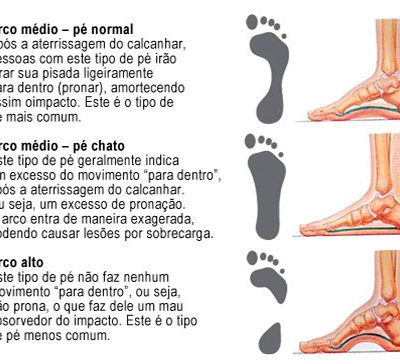 rco médio – pé normal
pós a aterrissagem do calcanhar,
essoas com este tipo de pé irão
rar sua pisada ligeiramente
ara dentro (pronar), amortecendo
ssim oimpacto. Este é o tipo de
é mais comum.
rco médio – pé chato
ste tipo de pé geralmente indica
m excesso do movimento “para dentro”,
pós a aterrissagem do calcanhar.
u seja, um excesso de pronação.
arco entra de maneira exagerada,
odendo causar lesões por sobrecarga.
rco alto
ste tipo de pé não faz nenhum
ovimento “para dentro”, ou seja,
ão prona, o que faz dele um mau
bsorvedor do impacto. Este é o tipo
e pé menos comum.